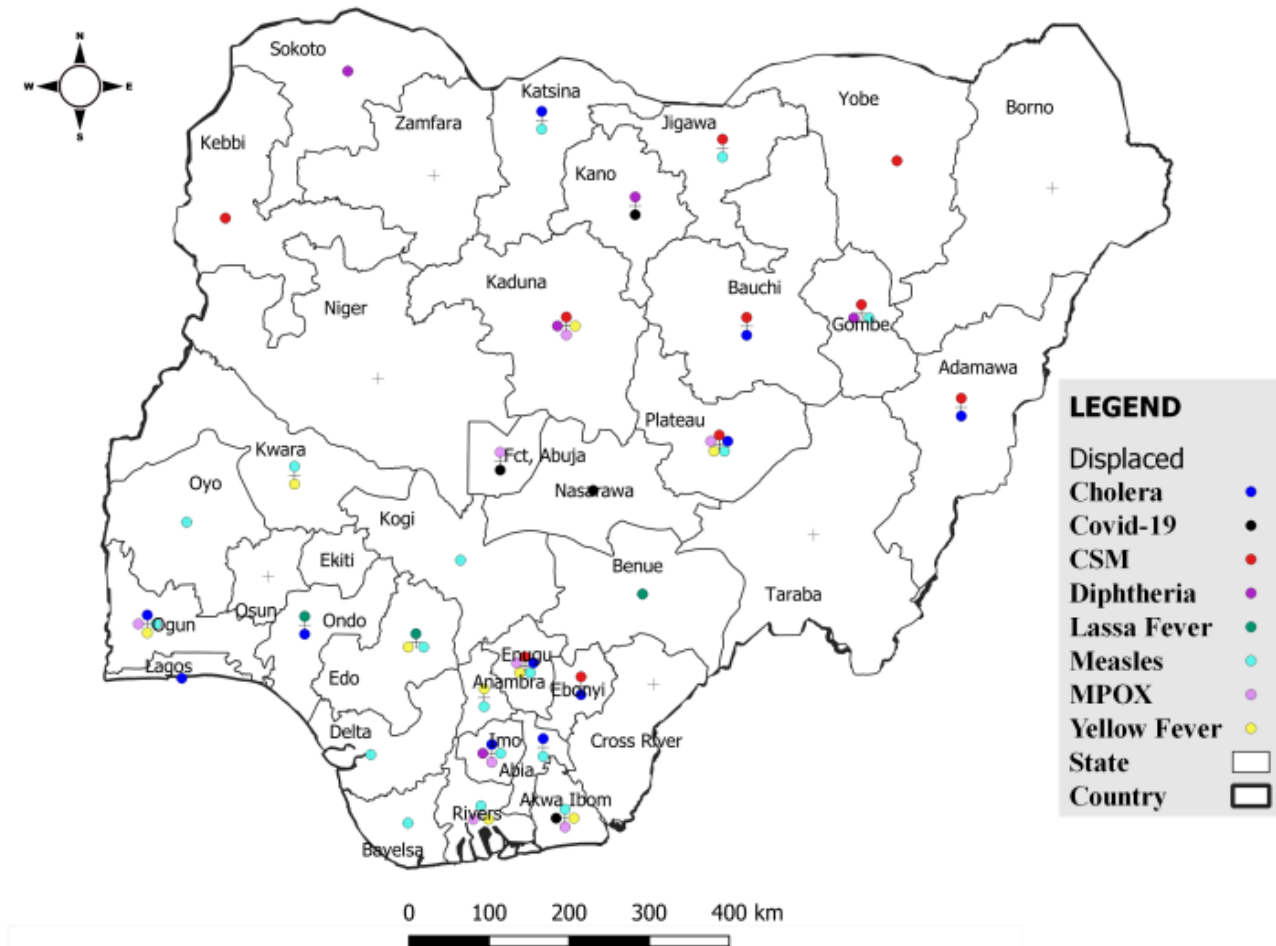 N
W E
S
Sokoto
Katsina
Yobe
Borno
Zamfara
Jigawa
Kebbi
Kano
Kaduna
Bauchi
Niger
Gombe
Adamawa
Plateau
Kwara
Fct, Abuja
Oyo
Nasarawa
Kogi
Ekiti
Benue
Taraba
Osun
Ondo
Ogun
Lagos
Enugu
Edo
Anambra
Ebonyi
Delta
Imo
Cross River
Abia
Akwa Ibom
Rivers
Bayelsa
LEGEND
Displaced
Cholera
Covid-19
CSM
Diphtheria
Lassa Fever
Measles
MPOX
Yellow Fever
State
Country
0 100 200 300 400 km